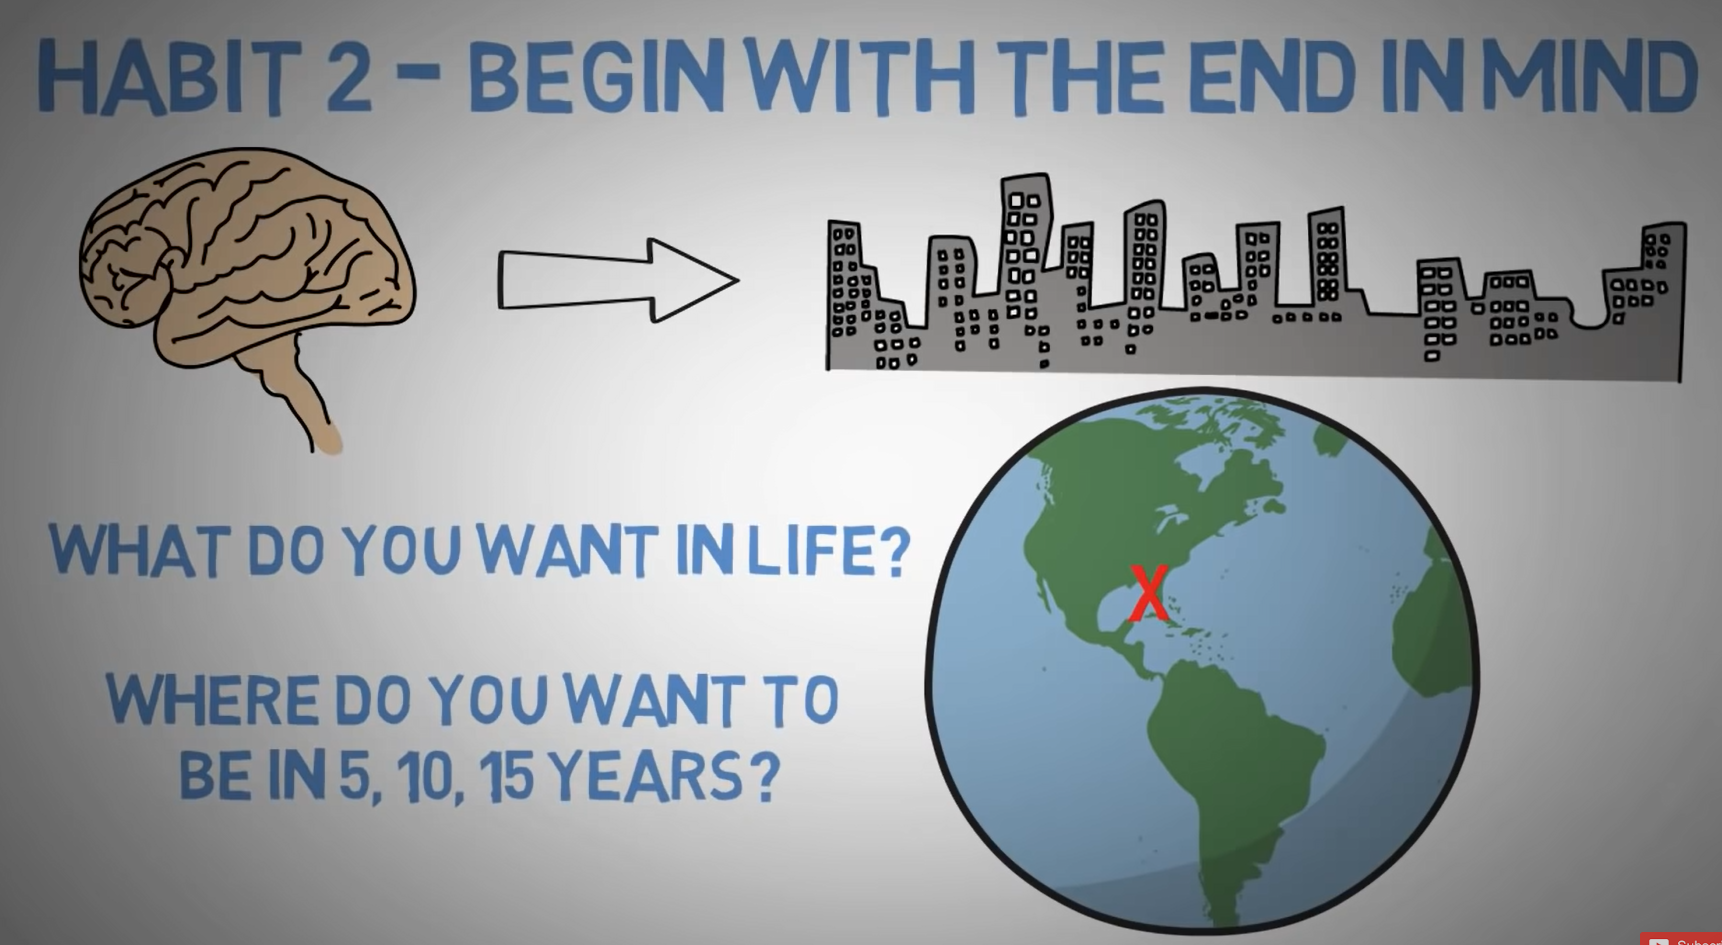 HABIT 2 - BEGIN WITH THE END IN MIND
WHAT DO YOU WANT IN LIFE?
X
WHERE DO YOU WANT TO
BE IN 5, 10, 15 YEARS?